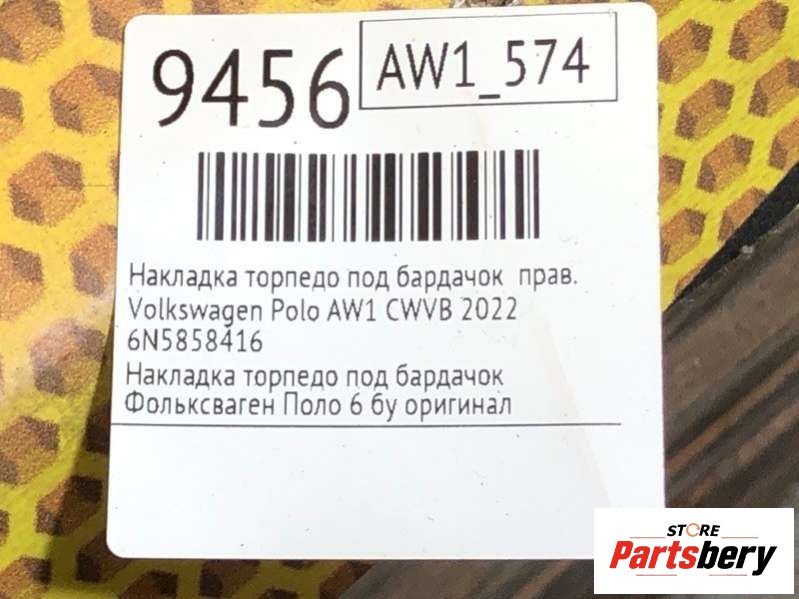 9456
AW1_574
Накладка торпедо под бардачок прав.
Volkswagen Polo AW1 CWVB 2022
6N5858416
Накладка торпедо под бардачок
Фольксваген Поло 6 бу оригинал
STORE
Partsbery